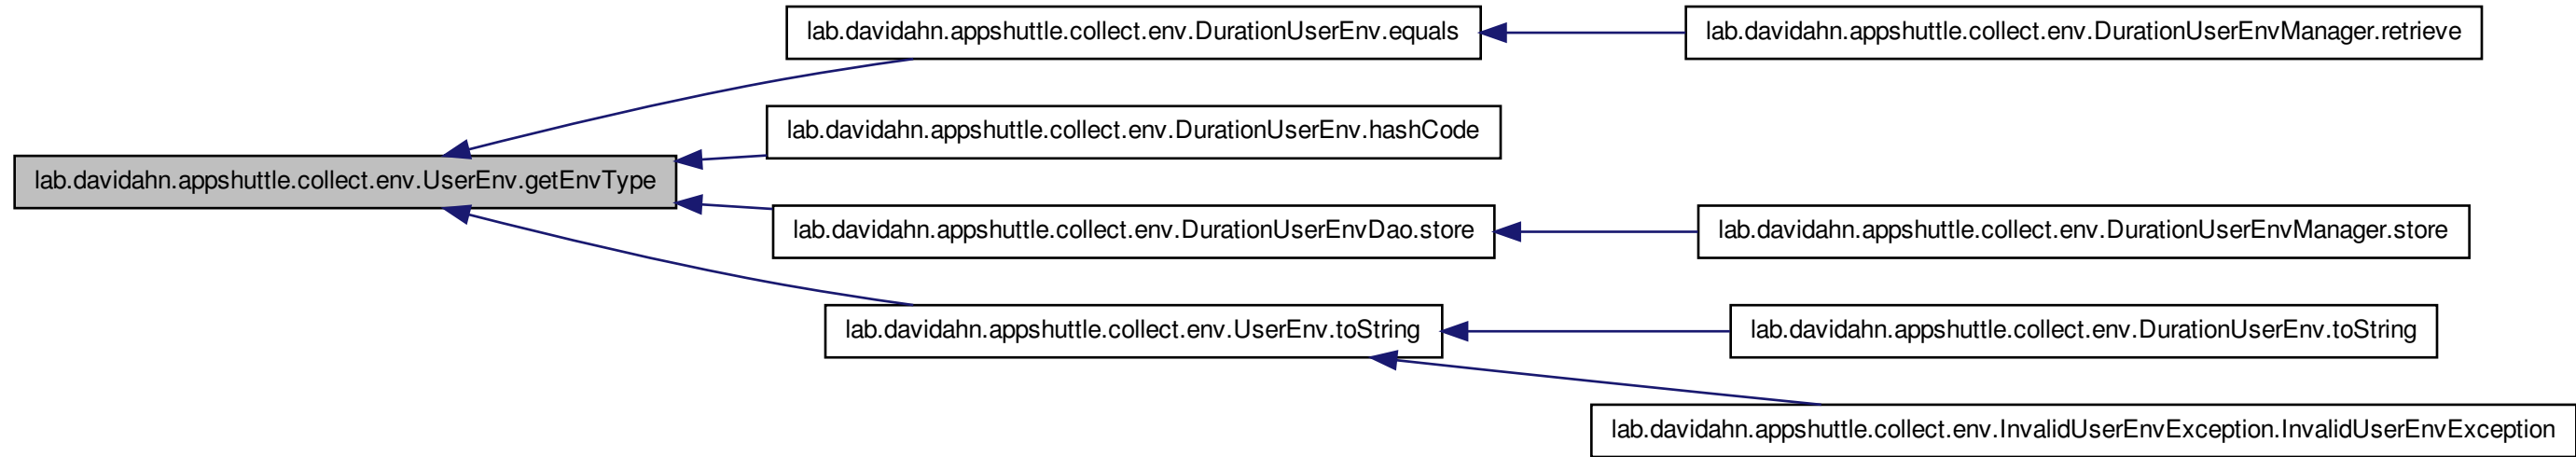 lab.davidahn.appshuttle.collect.env.DurationUserEnv.equals
lab.davidahn.appshuttle.collect.env.DurationUserEnvManager.retrieve
lab.davidahn.appshuttle.collect.env.DurationUserEnv.hashCode
lab.davidahn.appshuttle.collect.env.UserEnv.getEnvType
lab.davidahn.appshuttle.collect.env.DurationUserEnvDao.store
lab.davidahn.appshuttle.collect.env.DurationUserEnvManager.store
lab.davidahn.appshuttle.collect.env.UserEnv.toString
lab.davidahn.appshuttle.collect.env.DurationUserEnv.toString
lab.davidahn.appshuttle.collect.env.InvalidUserEnvException.InvalidUserEnvException